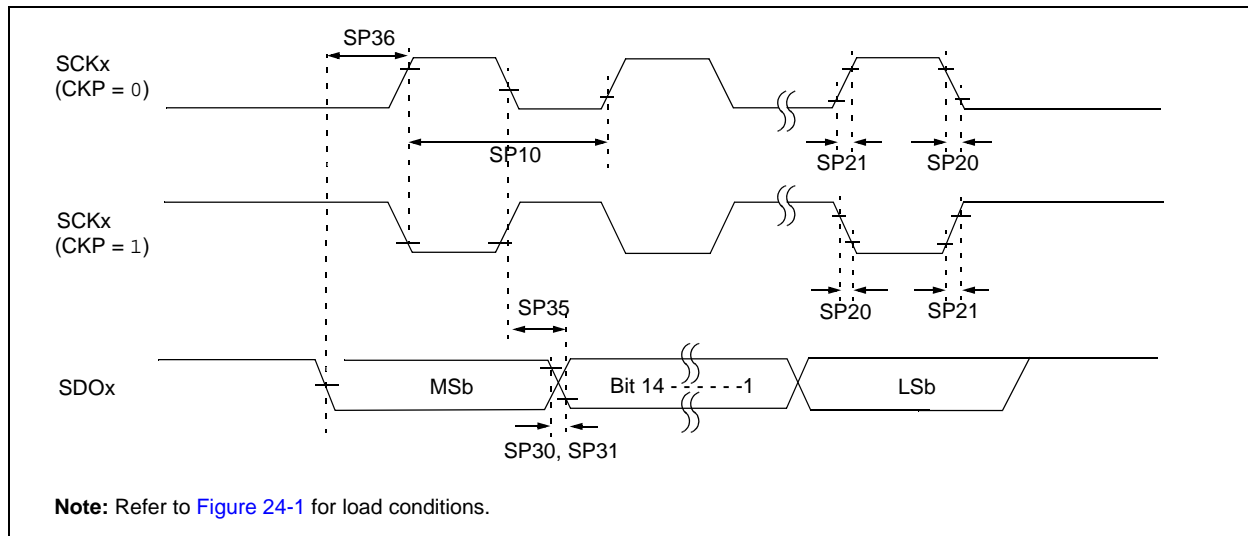 SP36
SCKx
(CKP = 0)
SP10
SP21
SP20
SCKx
(CKP = 1)
SP35
SP20
SP21
SDOx
MSb
Bit 14 - - - - - -1
LSb
SP30, SP31
Note: Refer to Figure 24-1 for load conditions.